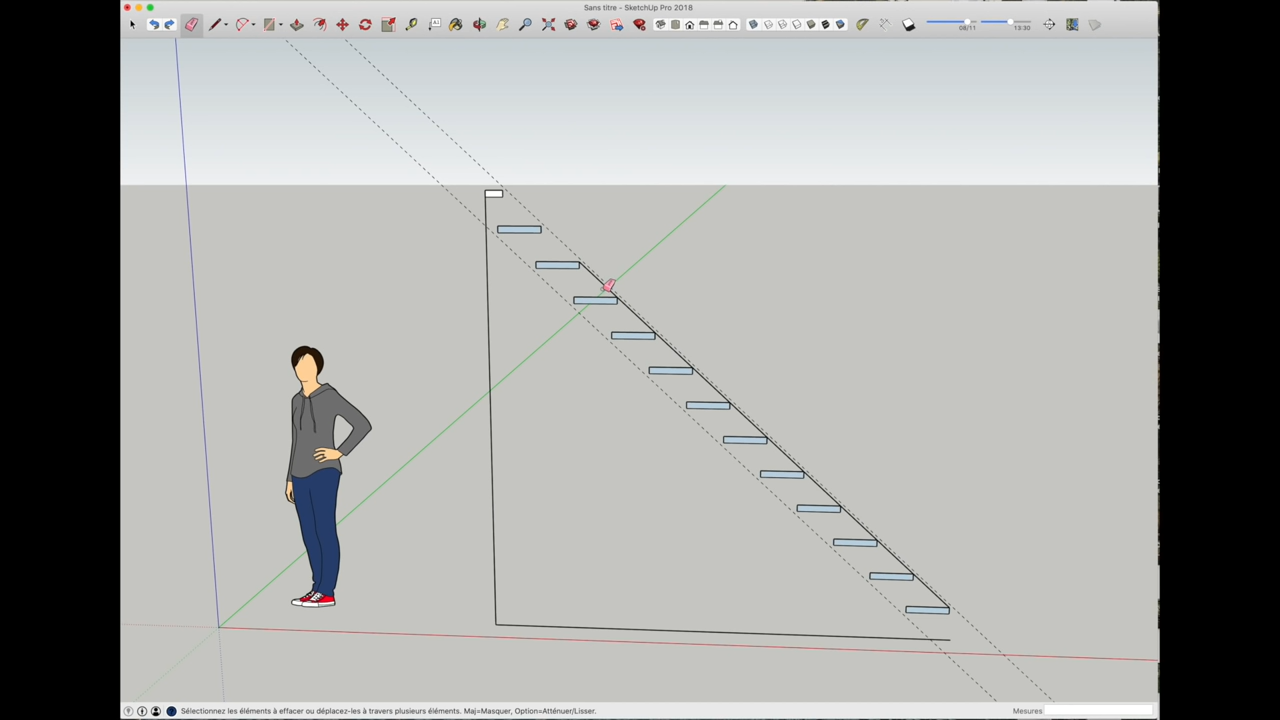 Sans titre - SketchUp Pro 2018
A1
08/11
13:30
Sélectionnez les éléments à effacer ou déplacez-les à travers plusieurs éléments. Maj=Masquer, Option=Atténuer/Lisser.
Mesures